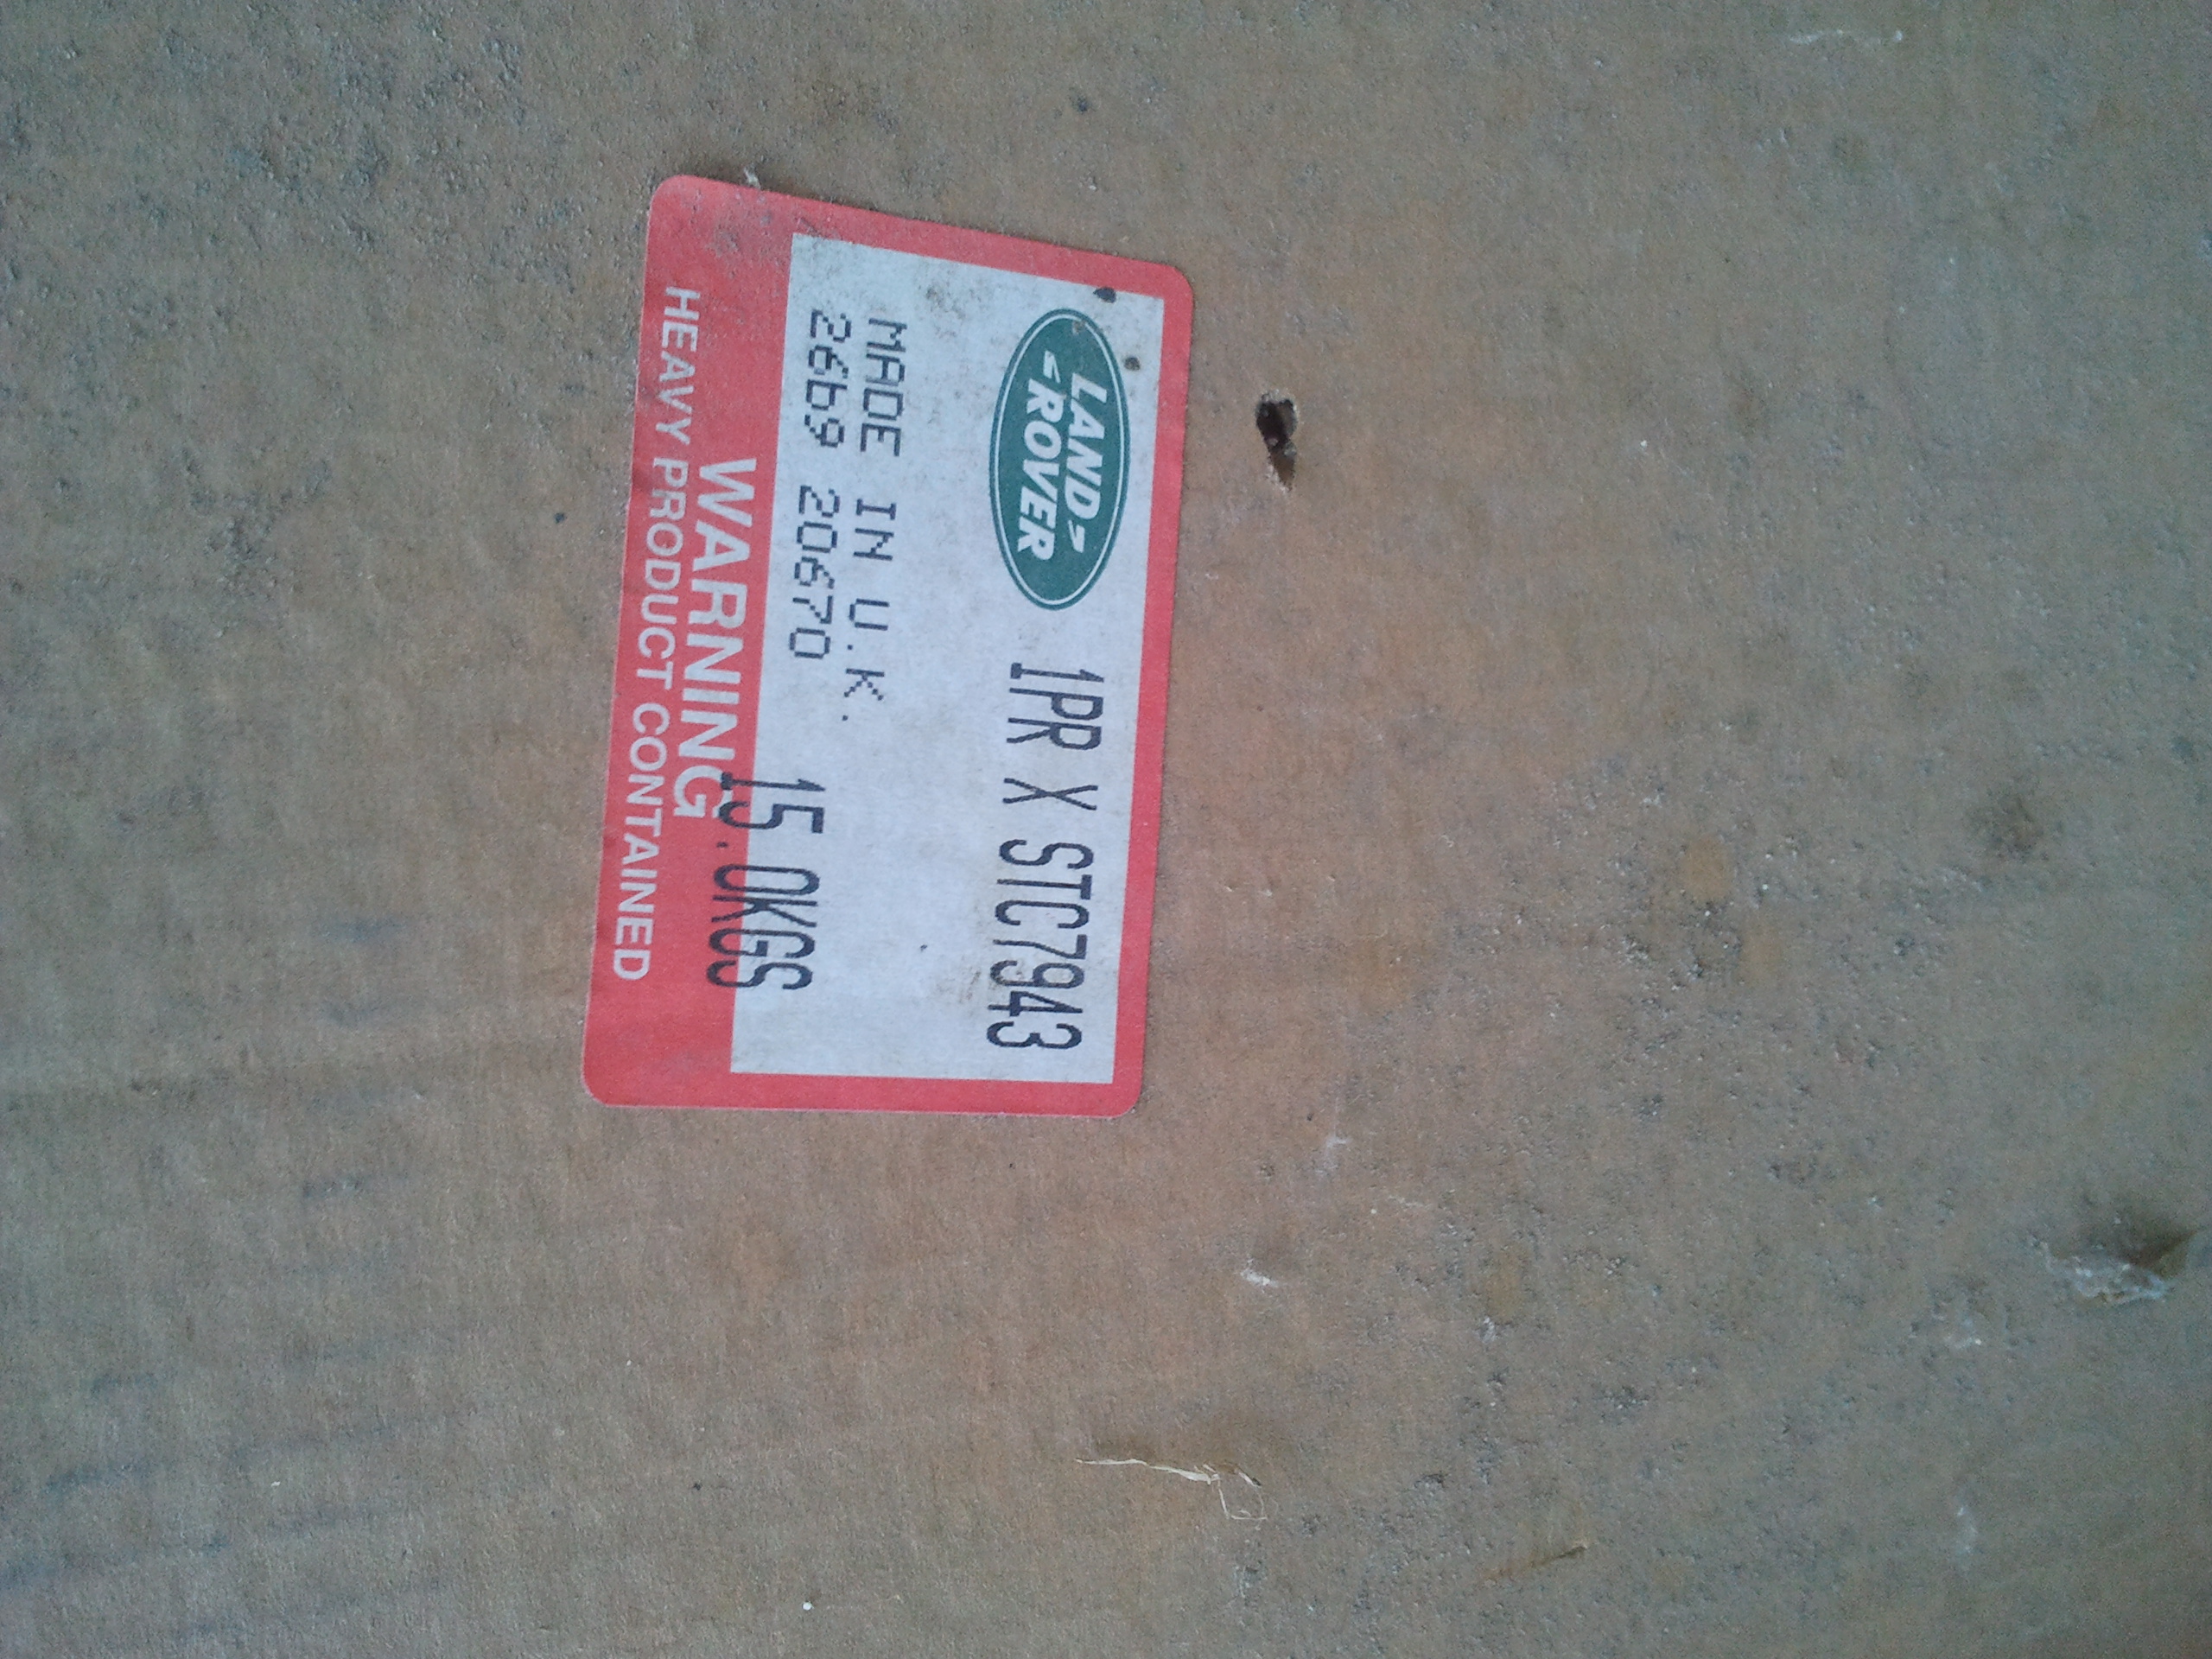 LAND
ROVER
1PR X STC7943
MADE IN U.K.
2669 20670
15.0KGS
WARNING
HEAVY PRODUCT CONTAINED